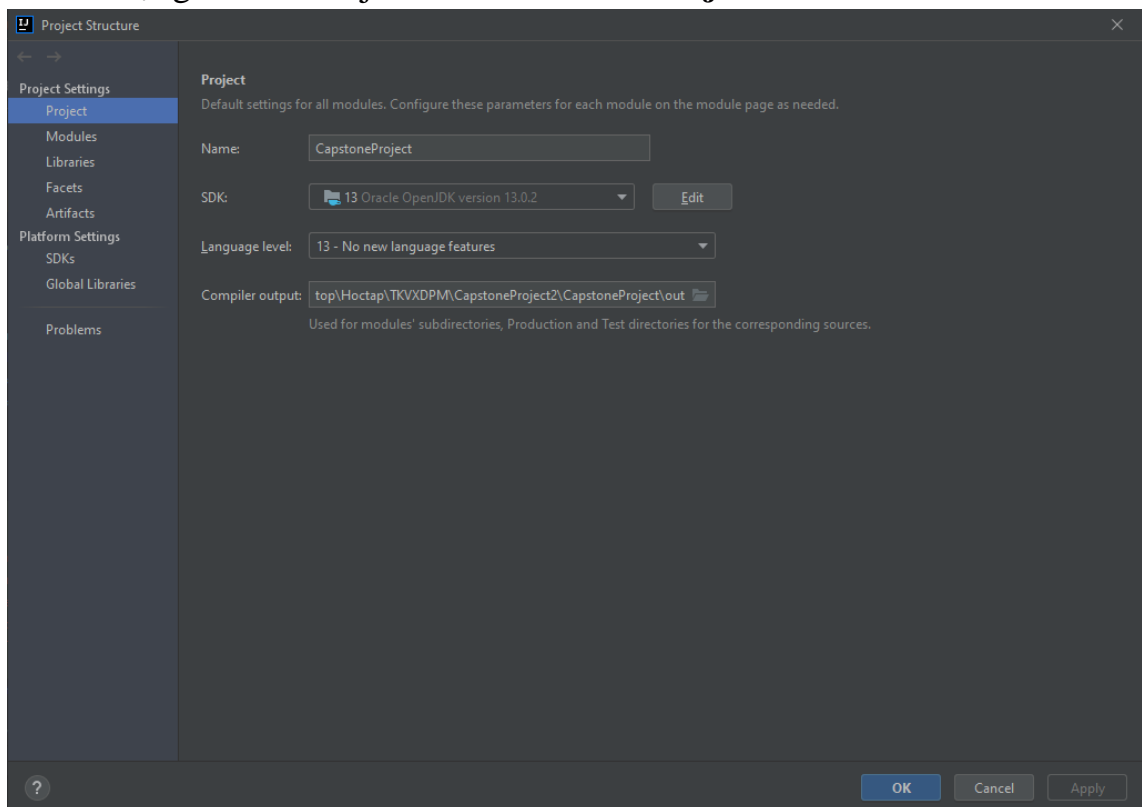 Project Structure
Project Settings
Project
Modules
Libraries
Facets
Artifacts
Platform Settings
SDKs
Global Libraries
Problems
Project
Default settings for all modules. Configure these parameters for each module on the module page as needed.
Name: CapstoneProject
SDK: 13 Oracle OpenJDK version 13.0.2 Edit
Language level: 13 - No new language features
Compiler output: top\Hoctap\TKVXDPM\CapstoneProject2\CapstoneProject\out
Used for modules' subdirectories, Production and Test directories for the corresponding sources.
? OK Cancel Apply